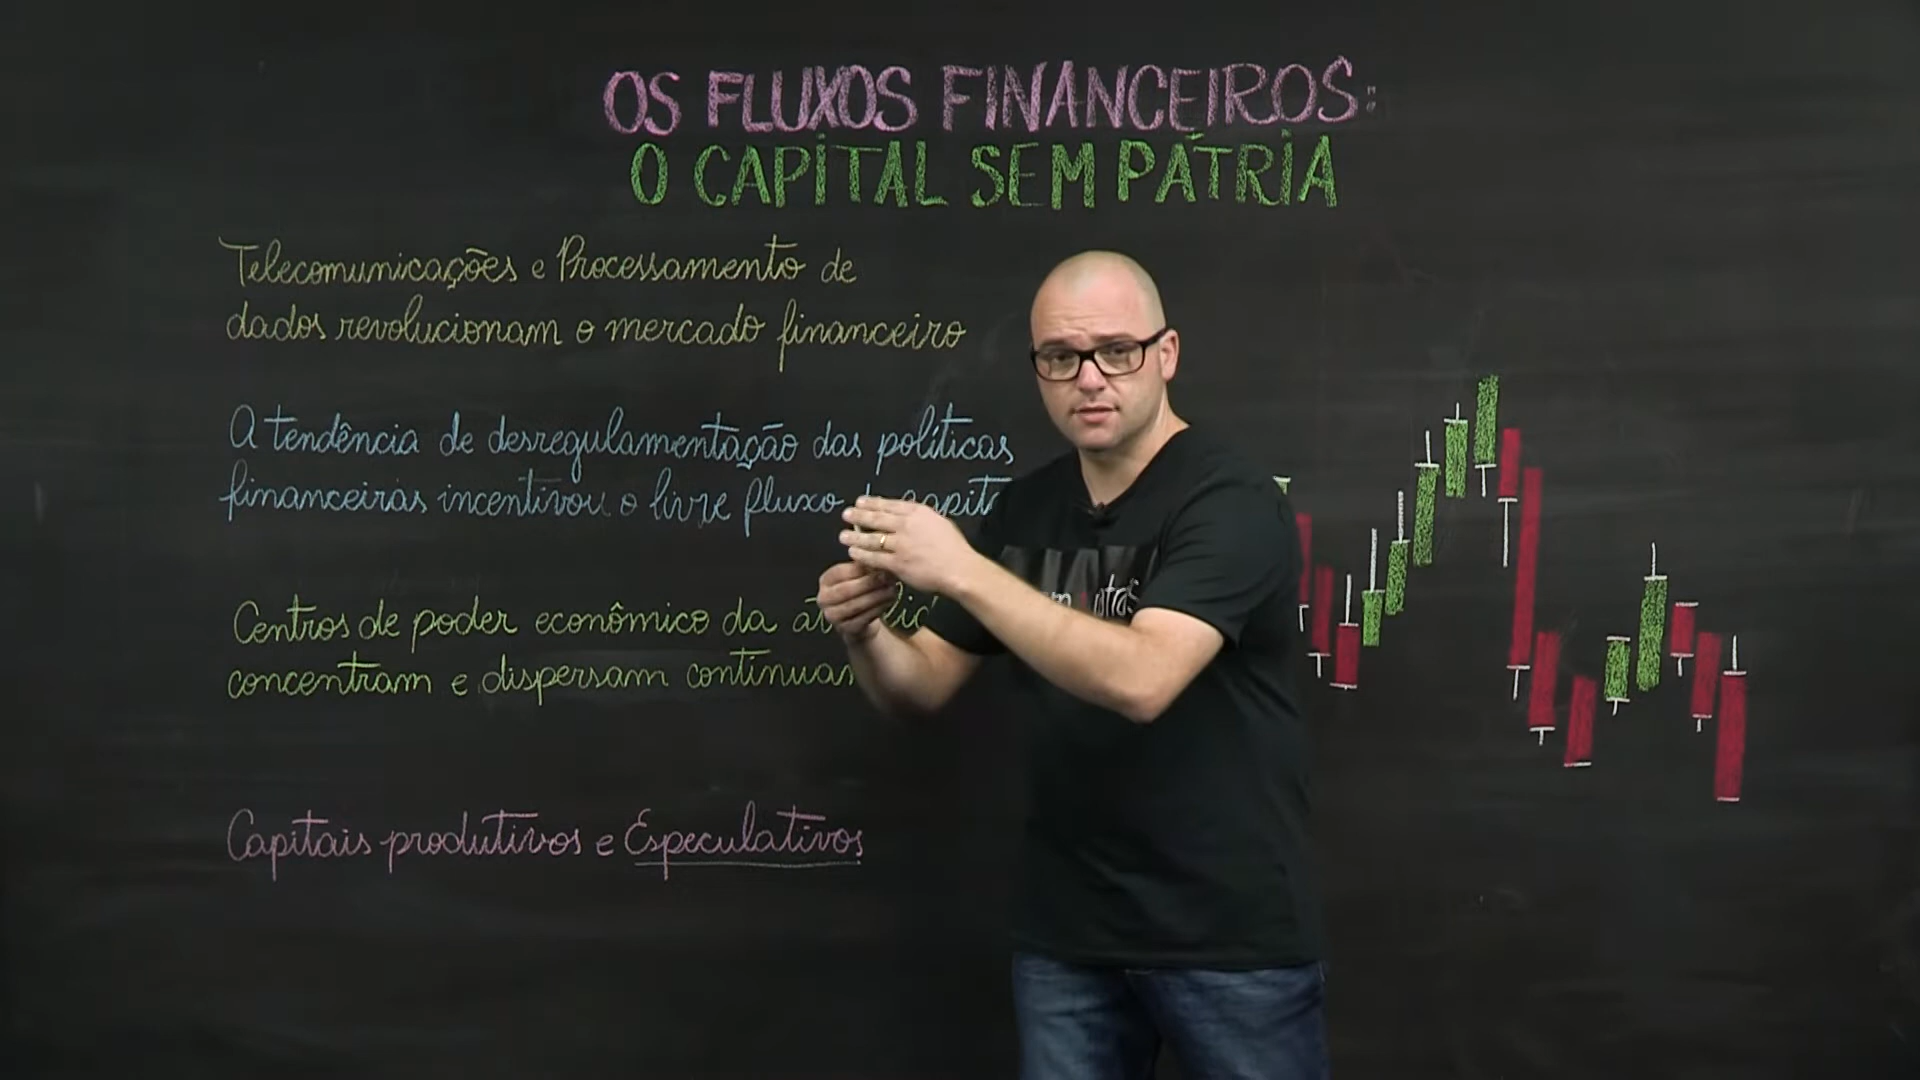 OS FLUXOS FINANCEIROS:
O CAPITAL SEM PÁTRIA
Telecomunicações e Processamento de
dados revolucionam o mercado financeiro
A tendência de desregulamentação das políticas
financeiras incentivou o livre fluxo
Centros de poder econômico da
concentram e dispersam
Capitais produtivos e Especulativos